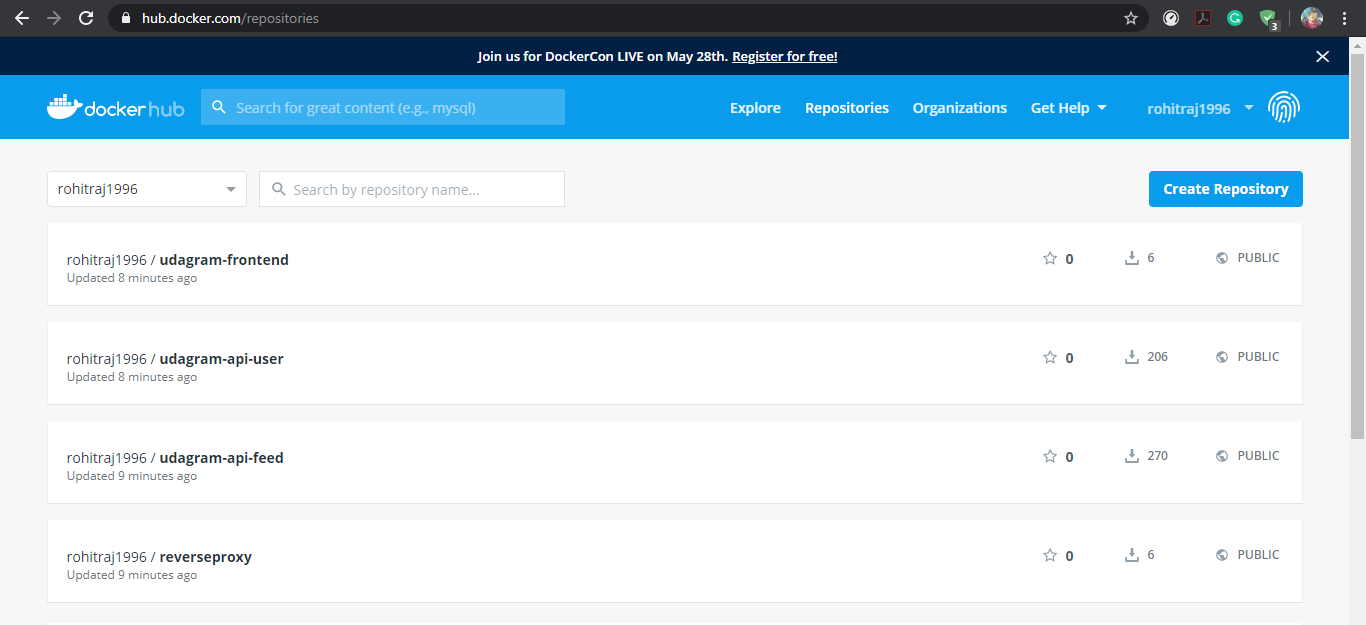 hub.docker.com/repositories
3
Join us for DockerCon LIVE on May 28th. Register for free!
dockerhub
Search for great content (e.g., mysql)
Explore
Repositories
Organizations
Get Help
rohitraj1996
rohitraj1996
Search by repository name...
Create Repository
rohitraj1996 / udagram-frontend
0
6
PUBLIC
Updated 8 minutes ago
rohitraj1996 / udagram-api-user
0
206
PUBLIC
Updated 8 minutes ago
rohitraj1996 / udagram-api-feed
0
270
PUBLIC
Updated 9 minutes ago
rohitraj1996 / reverseproxy
0
6
PUBLIC
Updated 9 minutes ago